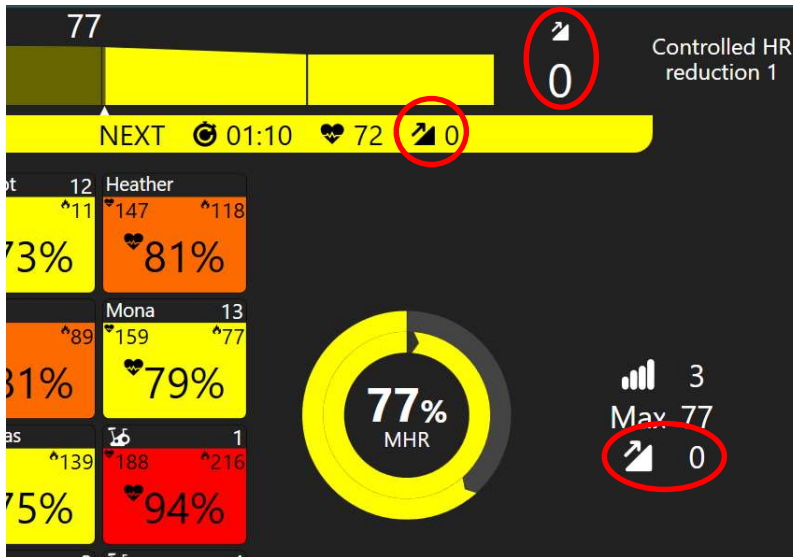 77
0
Controlled HR
reduction 1
NEXT 01:10 72 0
12 Heather
11 147 118
73% 81%
Mona 13
89 159 77
79%
77%
MHR
3
Max 77
0
1
139 188 216
75% 94%